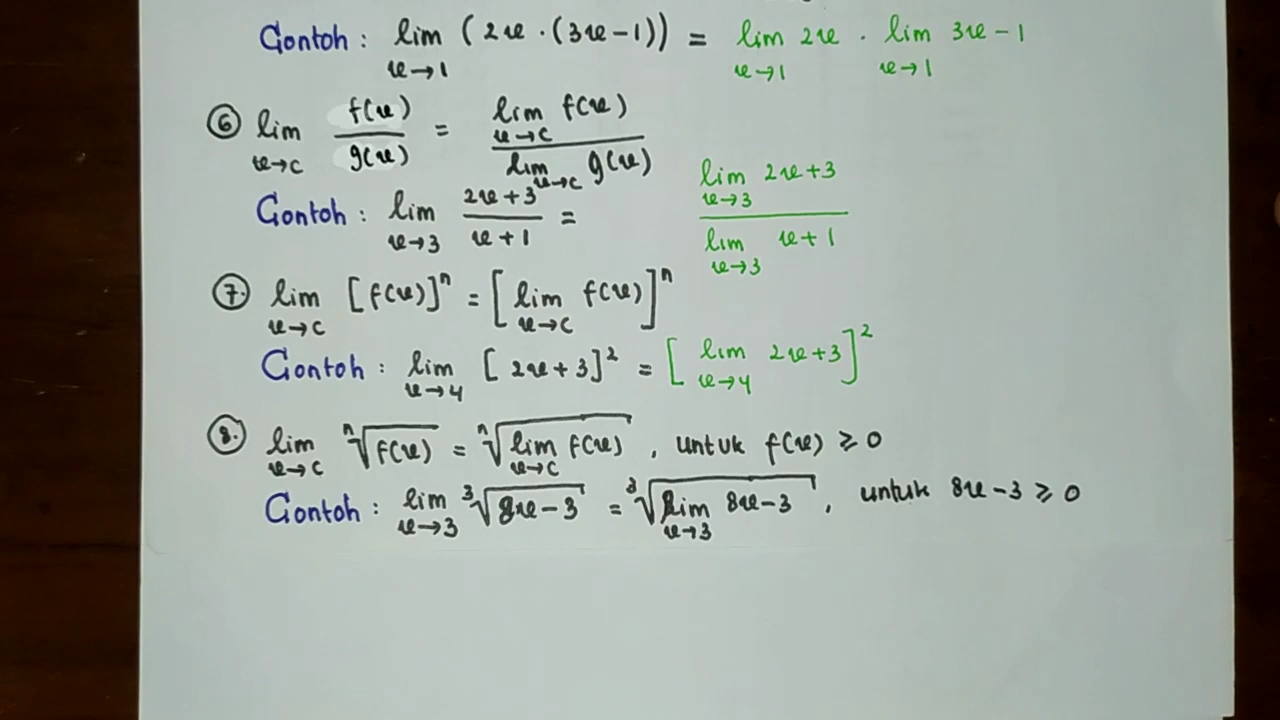 Contoh : lim x→1 (2x · (3x − 1)) = lim x→1 2x · lim x→1 3x − 1
⑥ lim x→c f(x)/g(x) = lim x→c f(x) / lim x→c g(x)
Contoh : lim x→3 2x + 3 / x + 1 = lim x→3 2x + 3 / lim x→3 x + 1
⑦. lim x→c [f(x)]ⁿ = [lim x→c f(x)]ⁿ
Contoh : lim x→4 [2x + 3]² = [lim x→4 2x + 3]²
⑧. lim x→c ⁿ√f(x) = ⁿ√lim x→c f(x) , untuk f(x) ≥ 0
Contoh : lim x→3 ³√8x − 3 = ³√lim x→3 8x − 3 , untuk 8x − 3 ≥ 0